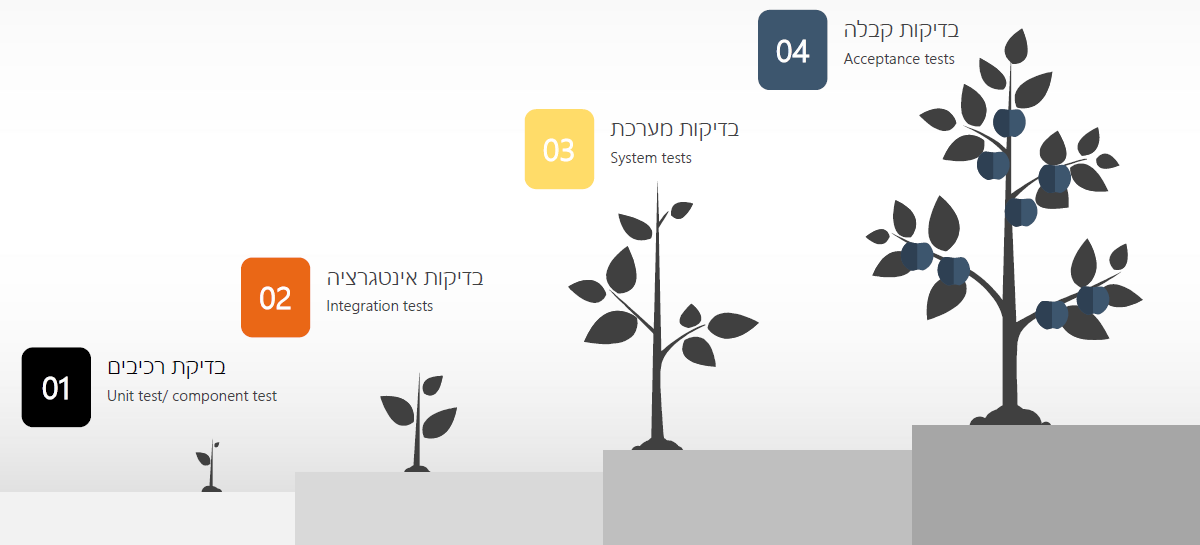 01
בדיקת רכיבים
Unit test/ component test
02
בדיקות אינטגרציה
Integration tests
03
בדיקות מערכת
System tests
04
בדיקות קבלה
Acceptance tests